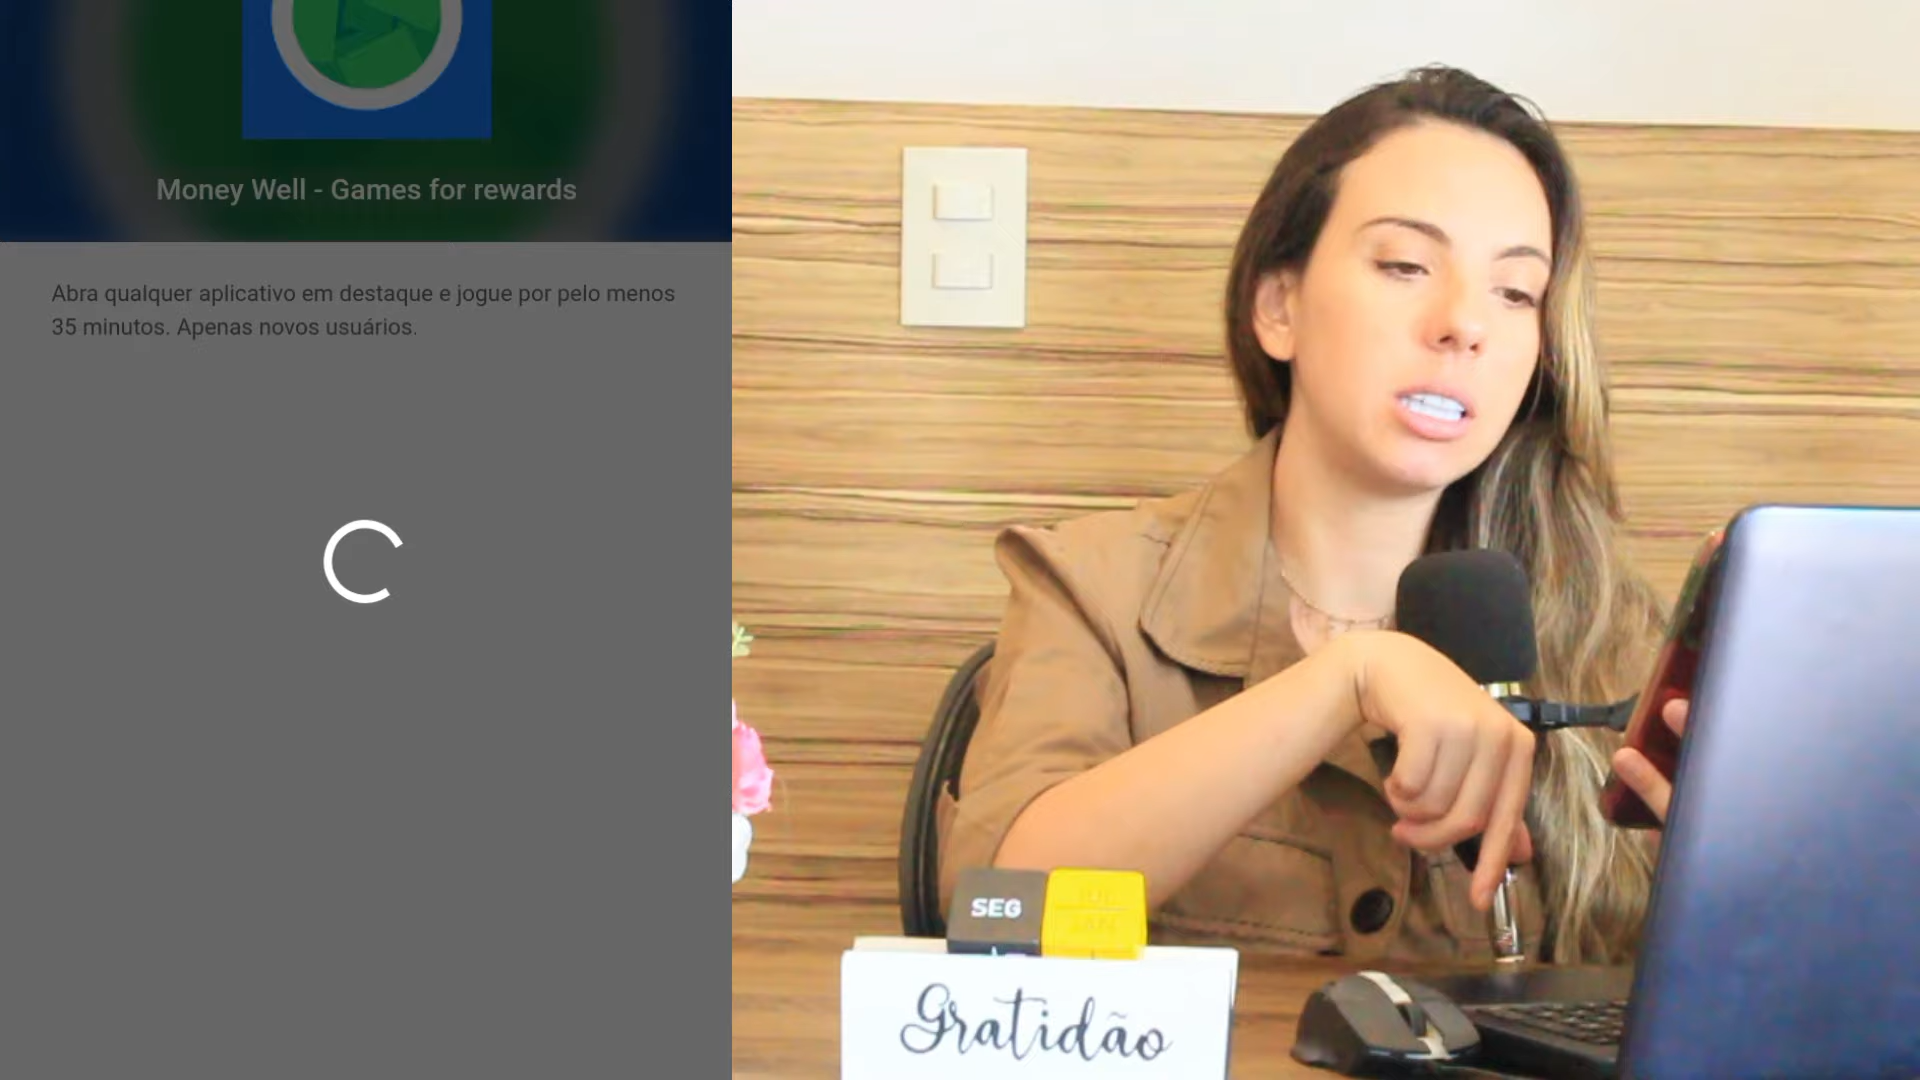 Money Well - Games for rewards
Abra qualquer aplicativo em destaque e jogue por pelo menos
35 minutos. Apenas novos usuários.
SEG
Gratidão